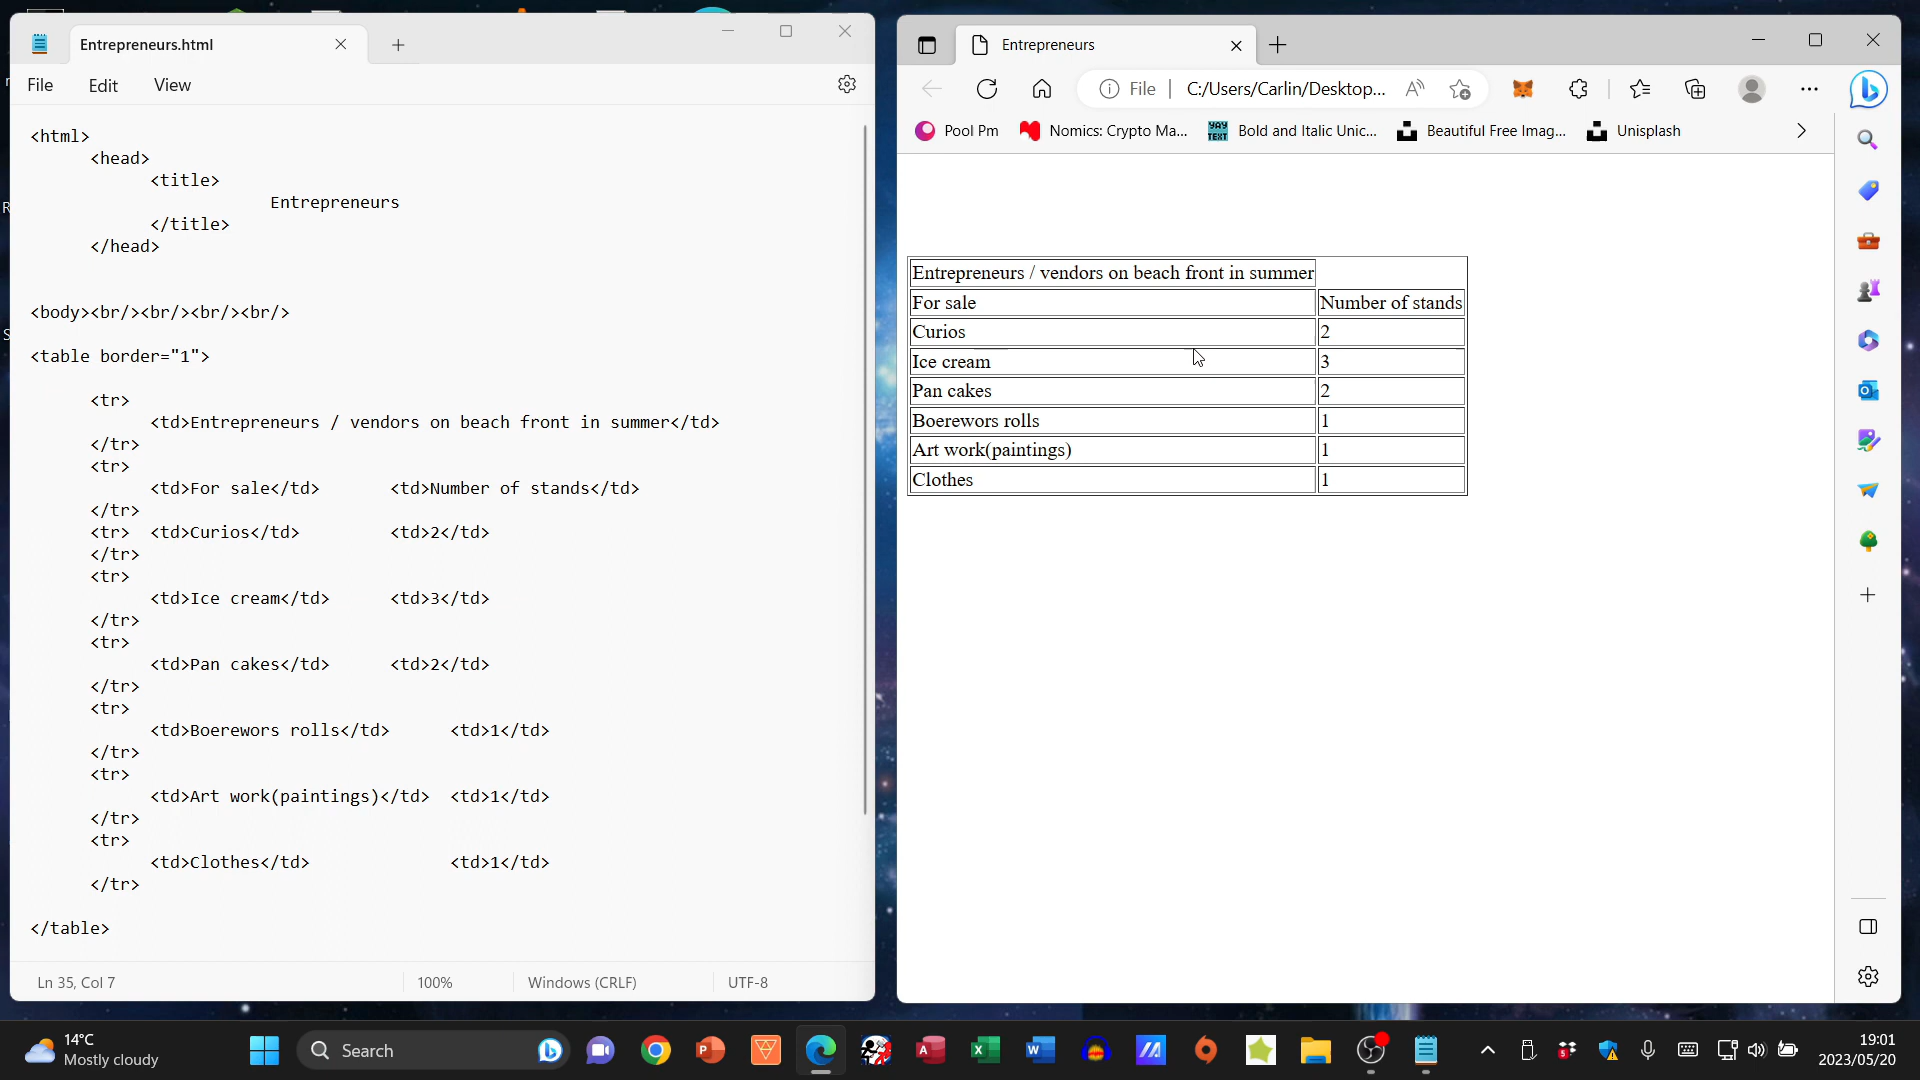 Entrepreneurs.html
File Edit View
<html>
<head>
<title>
Entrepreneurs
</title>
</head>
<body><br/><br/><br/><br/>
<table border="1">
<tr>
<td>Entrepreneurs / vendors on beach front in summer</td>
</tr>
<tr>
<td>For sale</td> <td>Number of stands</td>
</tr>
<tr> <td>Curios</td> <td>2</td>
</tr>
<tr>
<td>Ice cream</td> <td>3</td>
</tr>
<tr>
<td>Pan cakes</td> <td>2</td>
</tr>
<tr>
<td>Boerewors rolls</td> <td>1</td>
</tr>
<tr>
<td>Art work(paintings)</td> <td>1</td>
</tr>
<tr>
<td>Clothes</td> <td>1</td>
</tr>
</table>
Ln 35, Col 7 100% Windows (CRLF) UTF-8
Entrepreneurs
File C:/Users/Carlin/Desktop...
Pool Pm Nomics: Crypto Ma... YAY TEXT Bold and Italic Unic... Beautiful Free Imag... Unisplash
Entrepreneurs / vendors on beach front in summer
For sale Number of stands
Curios 2
Ice cream 3
Pan cakes 2
Boerewors rolls 1
Art work(paintings) 1
Clothes 1
14°C
Mostly cloudy
Search
19:01
2023/05/20